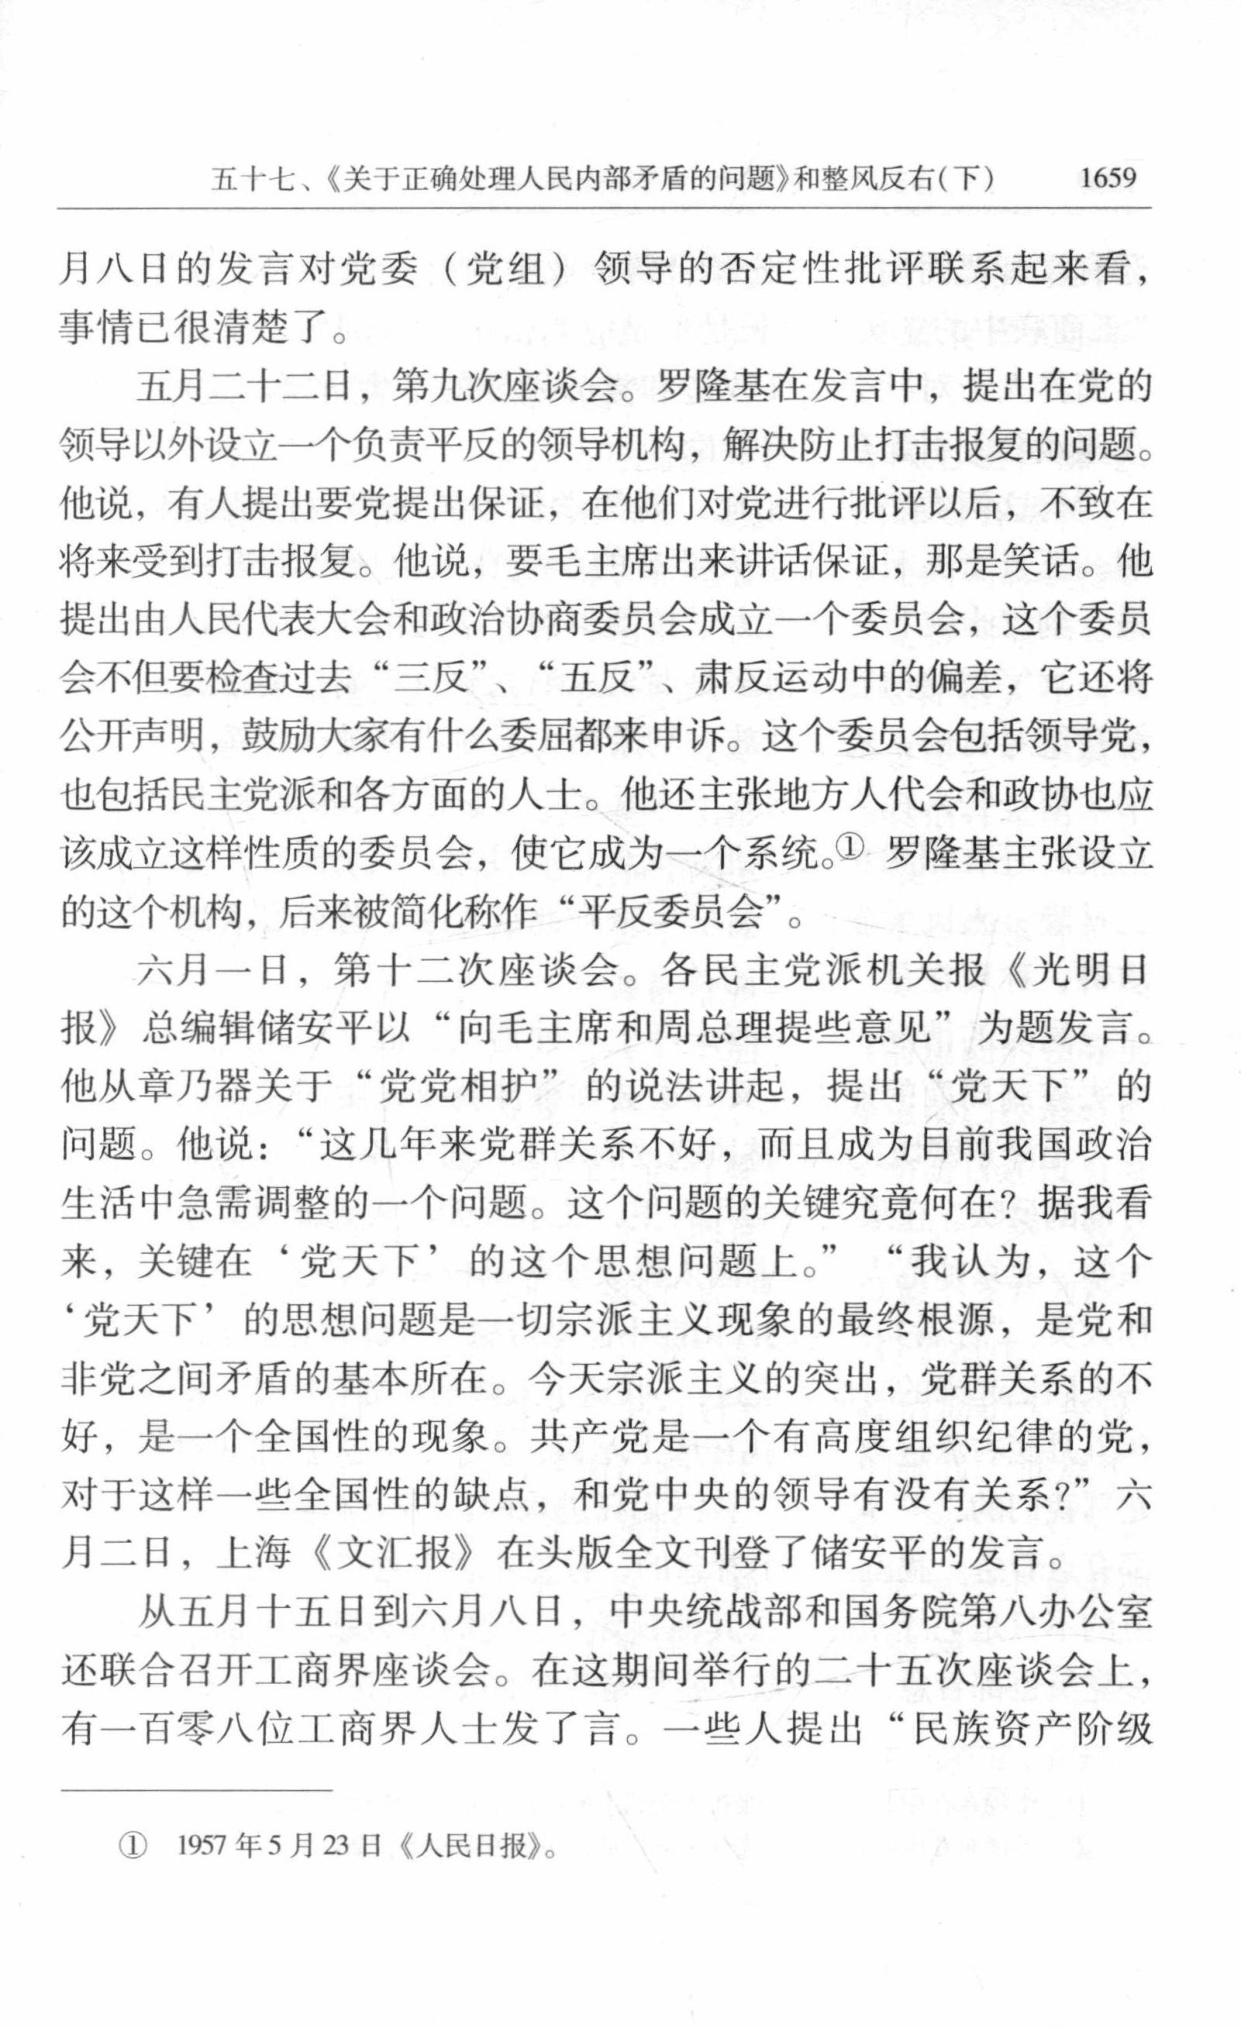 五十七、《关于正确处理人民内部矛盾的问题》和整风反右(下) 1659
月八日的发言对党委（党组）领导的否定性批评联系起来看，
事情已很清楚了。
五月二十二日，第九次座谈会。罗隆基在发言中，提出在党的
领导以外设立一个负责平反的领导机构，解决防止打击报复的问题。
他说，有人提出要党提出保证，在他们对党进行批评以后，不致在
将来受到打击报复。他说，要毛主席出来讲话保证，那是笑话。他
提出由人民代表大会和政治协商委员会成立一个委员会，这个委员
会不但要检查过去“三反”、“五反”、肃反运动中的偏差，它还将
公开声明，鼓励大家有什么委屈都来申诉。这个委员会包括领导党，
也包括民主党派和各方面的人士。他还主张地方人代会和政协也应
该成立这样性质的委员会，使它成为一个系统。① 罗隆基主张设立
的这个机构，后来被简化称作“平反委员会”。
六月一日，第十二次座谈会。各民主党派机关报《光明日
报》总编辑储安平以“向毛主席和周总理提些意见”为题发言。
他从章乃器关于“党党相护”的说法讲起，提出“党天下”的
问题。他说：“这几年来党群关系不好，而且成为目前我国政治
生活中急需调整的一个问题。这个问题的关键究竟何在？据我看
来，关键在‘党天下’的这个思想问题上。”“我认为，这个
‘党天下’的思想问题是一切宗派主义现象的最终根源，是党和
非党之间矛盾的基本所在。今天宗派主义的突出，党群关系的不
好，是一个全国性的现象。共产党是一个有高度组织纪律的党，
对于这样一些全国性的缺点，和党中央的领导有没有关系？”六
月二日，上海《文汇报》在头版全文刊登了储安平的发言。
从五月十五日到六月八日，中央统战部和国务院第八办公室
还联合召开工商界座谈会。在这期间举行的二十五次座谈会上，
有一百零八位工商界人士发了言。一些人提出“民族资产阶级
① 1957年5月23日《人民日报》。